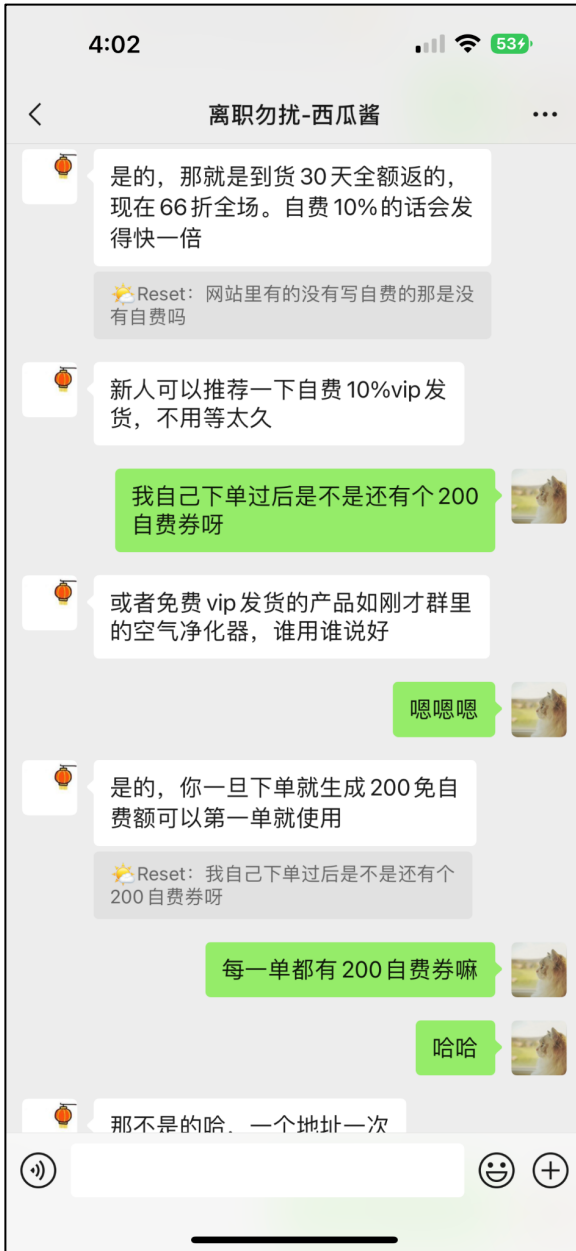 4:02
53
离职勿扰-西瓜酱
是的，那就是到货30天全额返的，
现在66折全场。自费10%的话会发
得快一倍
Reset：网站里有的没有写自费的那是没
有自费吗
新人可以推荐一下自费10%vip发
货，不用等太久
我自己下单过后是不是还有个200
自费券呀
或者免费vip发货的产品如刚才群里
的空气净化器，谁用谁说好
嗯嗯嗯
是的，你一旦下单就生成200免自
费额可以第一单就使用
Reset：我自己下单过后是不是还有个
200自费券呀
每一单都有200自费券嘛
哈哈
那不是的哈，一个地址一次